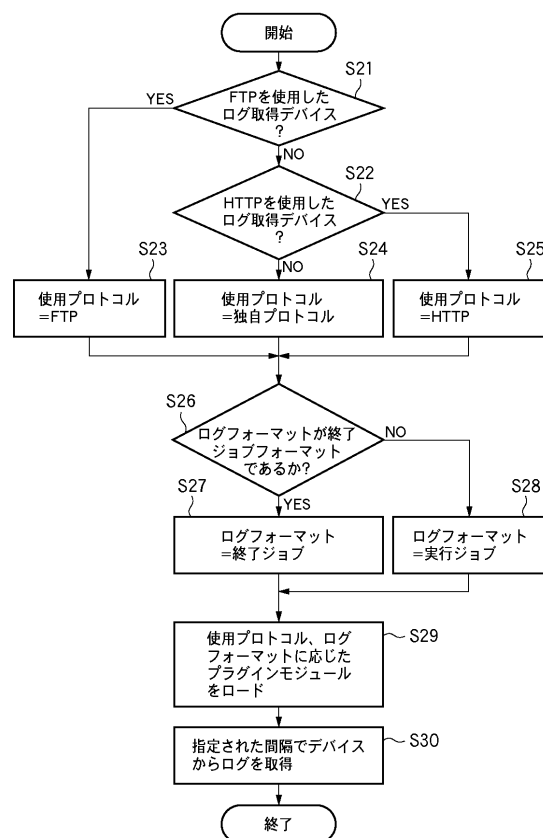 開始
S21
FTPを使用した
ログ取得デバイス
?
YES
NO
S22
HTTPを使用した
ログ取得デバイス
?
YES
NO
S23
使用プロトコル
=FTP
S24
使用プロトコル
=独自プロトコル
S25
使用プロトコル
=HTTP
S26
ログフォーマットが終了
ジョブフォーマット
であるか?
NO
YES
S27
ログフォーマット
=終了ジョブ
S28
ログフォーマット
=実行ジョブ
使用プロトコル、ログ
フォーマットに応じた
プラグインモジュール
をロード
S29
指定された間隔でデバイス
からログを取得
S30
終了